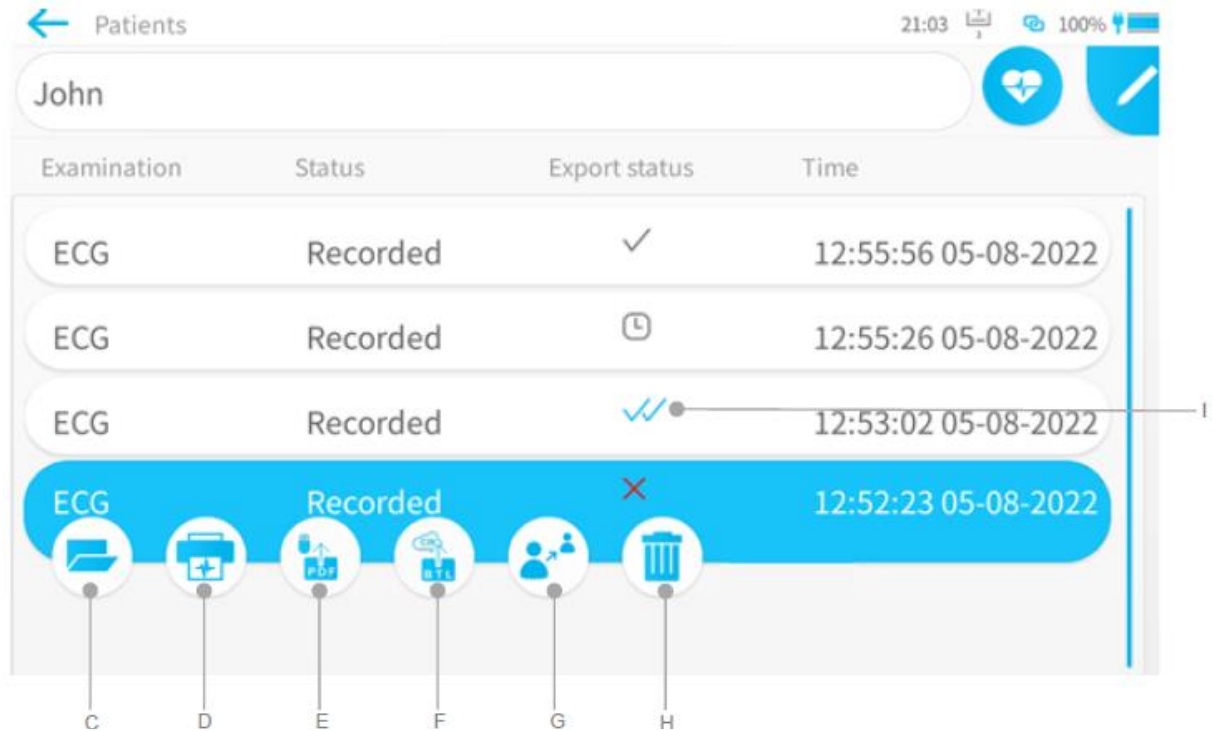 Patients 21:03 3 100%
John
Examination Status Export status Time
ECG Recorded 12:55:56 05-08-2022
ECG Recorded 12:55:26 05-08-2022
ECG Recorded 12:53:02 05-08-2022
I
ECG Recorded 12:52:23 05-08-2022
PDF BTL
C D E F G H